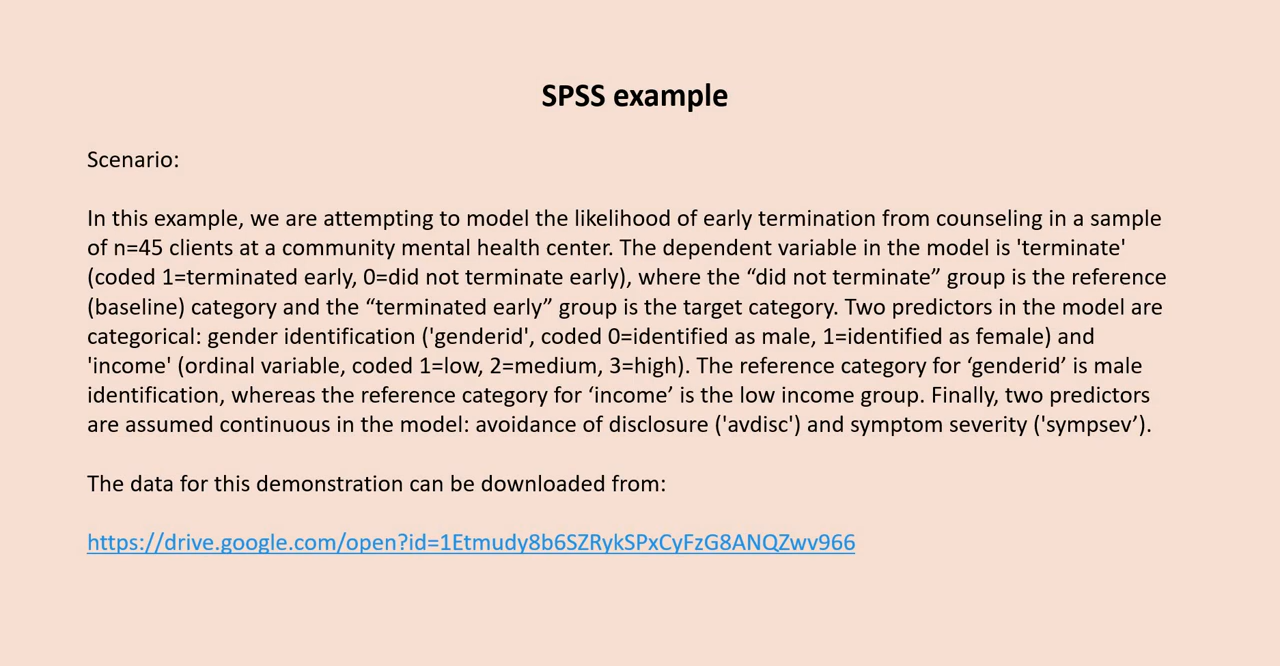 SPSS example
Scenario:
In this example, we are attempting to model the likelihood of early termination from counseling in a sample
of n=45 clients at a community mental health center. The dependent variable in the model is 'terminate'
(coded 1=terminated early, 0=did not terminate early), where the “did not terminate” group is the reference
(baseline) category and the “terminated early” group is the target category. Two predictors in the model are
categorical: gender identification ('genderid', coded 0=identified as male, 1=identified as female) and
'income' (ordinal variable, coded 1=low, 2=medium, 3=high). The reference category for ‘genderid’ is male
identification, whereas the reference category for ‘income’ is the low income group. Finally, two predictors
are assumed continuous in the model: avoidance of disclosure ('avdisc') and symptom severity ('sympsev’).
The data for this demonstration can be downloaded from:
https://drive.google.com/open?id=1Etmudy8b6SZRykSPxCyFzG8ANQZwv966